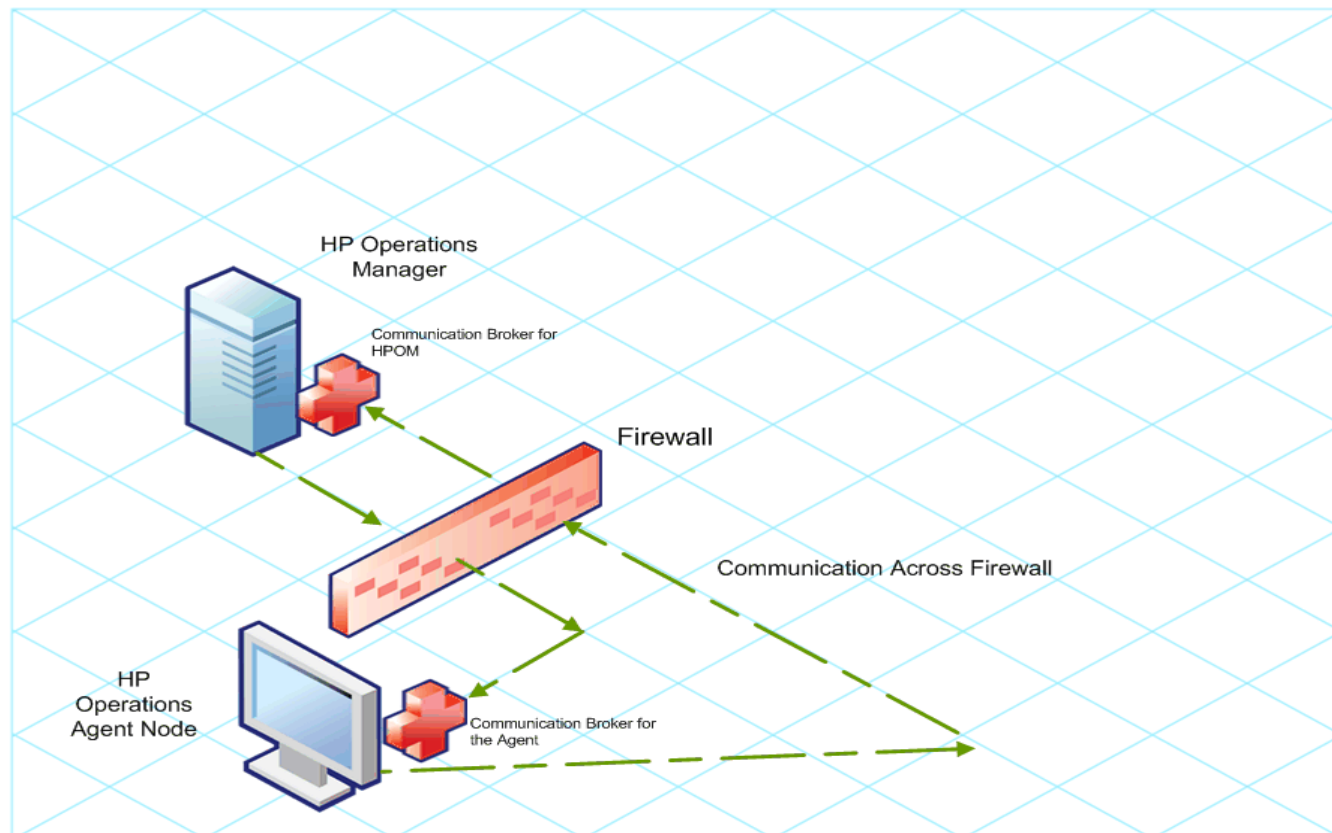 HP Operations
Manager
Communication Broker for
HPOM
Firewall
Communication Across Firewall
HP
Operations
Agent Node
Communication Broker for
the Agent